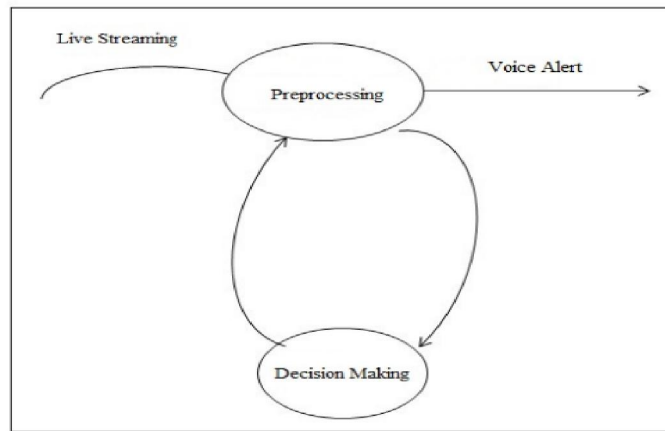 Live Streaming
Voice Alert
Preprocessing
Decision Making